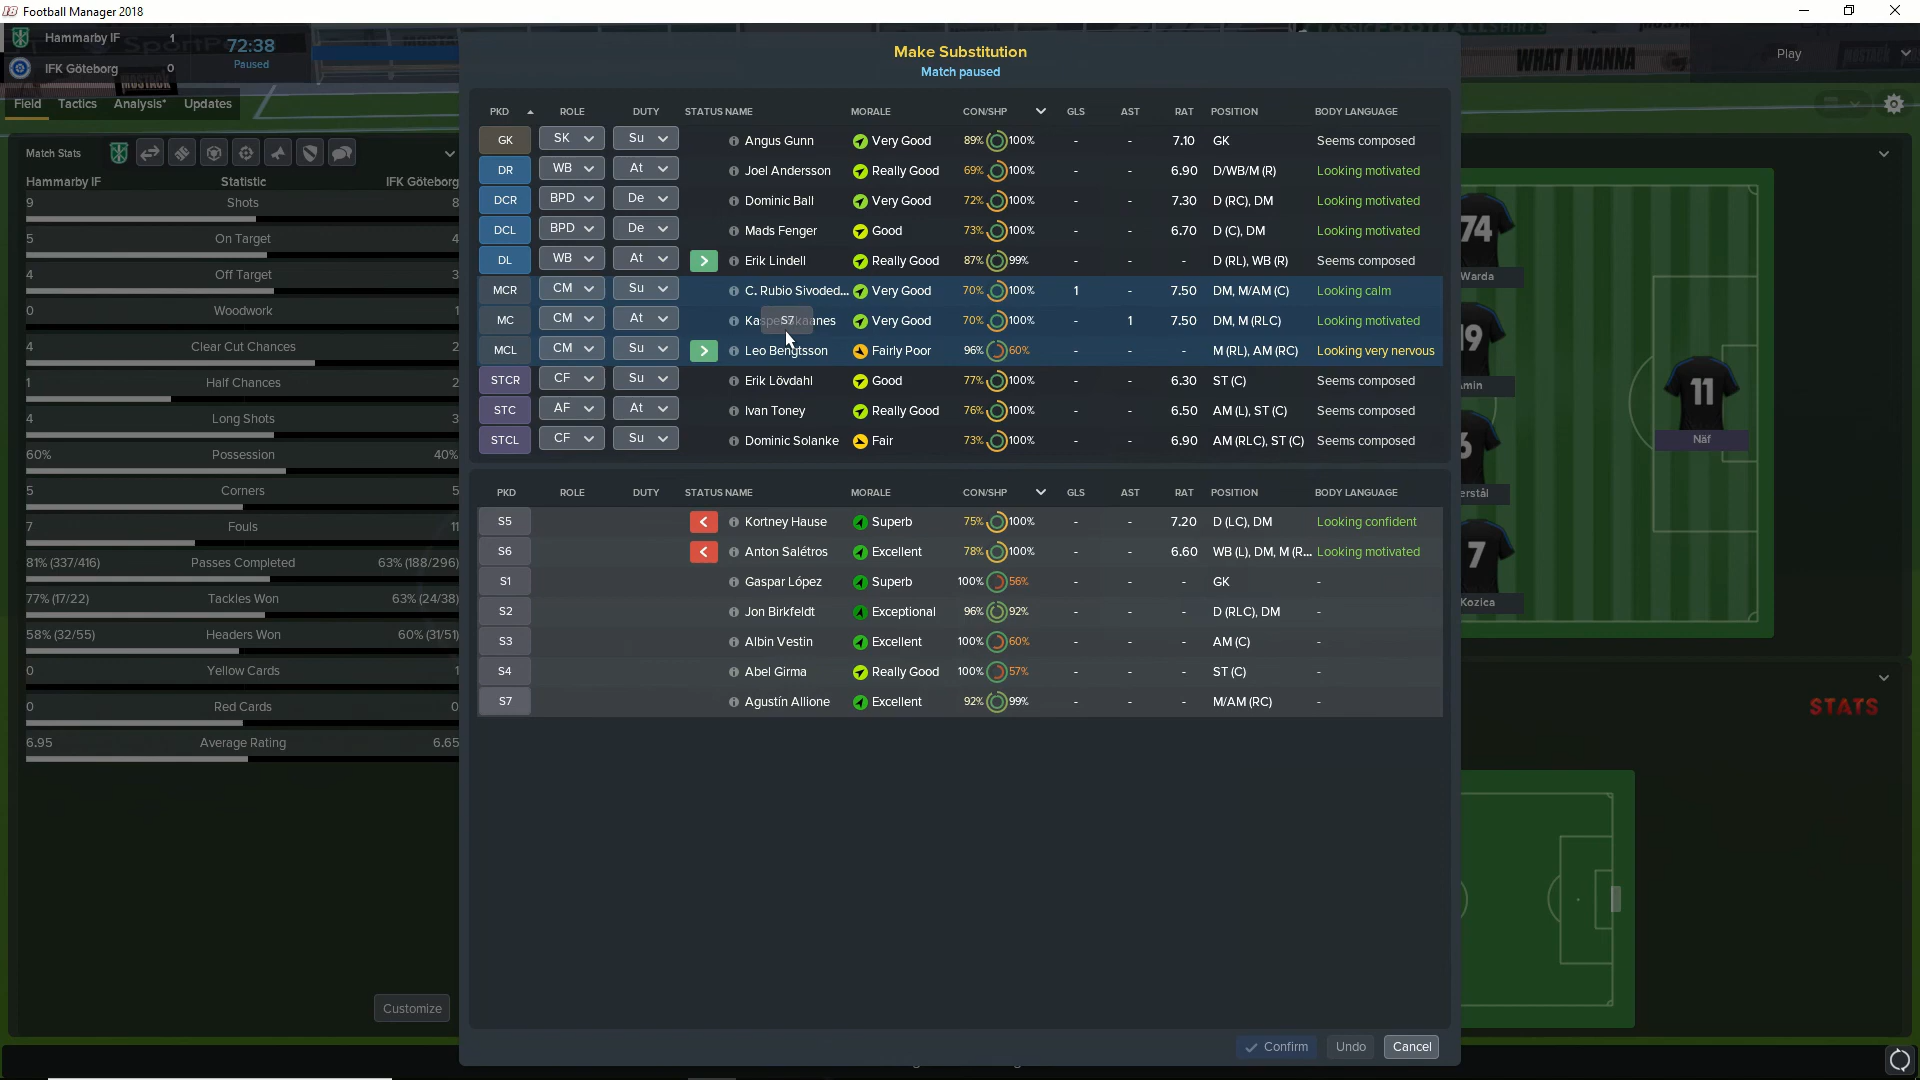 Football Manager 2018
Hammarby IF 1
IFK Göteborg 0
72:38
Paused
Field Tactics Analysis* Updates
Make Substitution
Match paused
WHAT I WANNA
Play
Match Stats
Hammarby IF Statistic IFK Göteborg
9 Shots 8
5 On Target 4
4 Off Target 3
0 Woodwork 1
4 Clear Cut Chances 2
1 Half Chances 2
4 Long Shots 3
60% Possession 40%
5 Corners 5
7 Fouls 11
81% (337/416) Passes Completed 63% (188/296)
77% (17/22) Tackles Won 63% (24/38)
58% (32/55) Headers Won 60% (31/51)
0 Yellow Cards 1
0 Red Cards 0
6.95 Average Rating 6.65
Customize
PKD ROLE DUTY STATUS NAME MORALE CON/SHP GLS AST RAT POSITION BODY LANGUAGE
GK SK Su Angus Gunn Very Good 89% 100% - - 7.10 GK Seems composed
DR WB At Joel Andersson Really Good 69% 100% - - 6.90 D/WB/M (R) Looking motivated
DCR BPD De Dominic Ball Very Good 72% 100% - - 7.30 D (RC), DM Looking motivated
DCL BPD De Mads Fenger Good 73% 100% - - 6.70 D (C), DM Looking motivated
DL WB At Erik Lindell Really Good 87% 99% - - - D (RL), WB (R) Seems composed
MCR CM Su C. Rubio Sivoded... Very Good 70% 100% 1 - 7.50 DM, M/AM (C) Looking calm
MC CM At S7 Very Good 70% 100% - 1 7.50 DM, M (RLC) Looking motivated
MCL CM Su Leo Bengtsson Fairly Poor 96% 60% - - - M (RL), AM (RC) Looking very nervous
STCR CF Su Erik Lövdahl Good 77% 100% - - 6.30 ST (C) Seems composed
STC AF At Ivan Toney Really Good 76% 100% - - 6.50 AM (L), ST (C) Seems composed
STCL CF Su Dominic Solanke Fair 73% 100% - - 6.90 AM (RLC), ST (C) Seems composed
PKD ROLE DUTY STATUS NAME MORALE CON/SHP GLS AST RAT POSITION BODY LANGUAGE
S5 Kortney Hause Superb 75% 100% - - 7.20 D (LC), DM Looking confident
S6 Anton Salétros Excellent 78% 100% - - 6.60 WB (L), DM, M (R... Looking motivated
S1 Gaspar López Superb 100% 56% - - - GK -
S2 Jon Birkfeldt Exceptional 96% 92% - - - D (RLC), DM -
S3 Albin Vestin Excellent 100% 60% - - - AM (C) -
S4 Abel Girma Really Good 100% 57% - - - ST (C) -
S7 Agustín Allione Excellent 92% 99% - - - M/AM (RC) -
Confirm Undo Cancel
74
Warda
11
Näf
7
Kozica
STATS